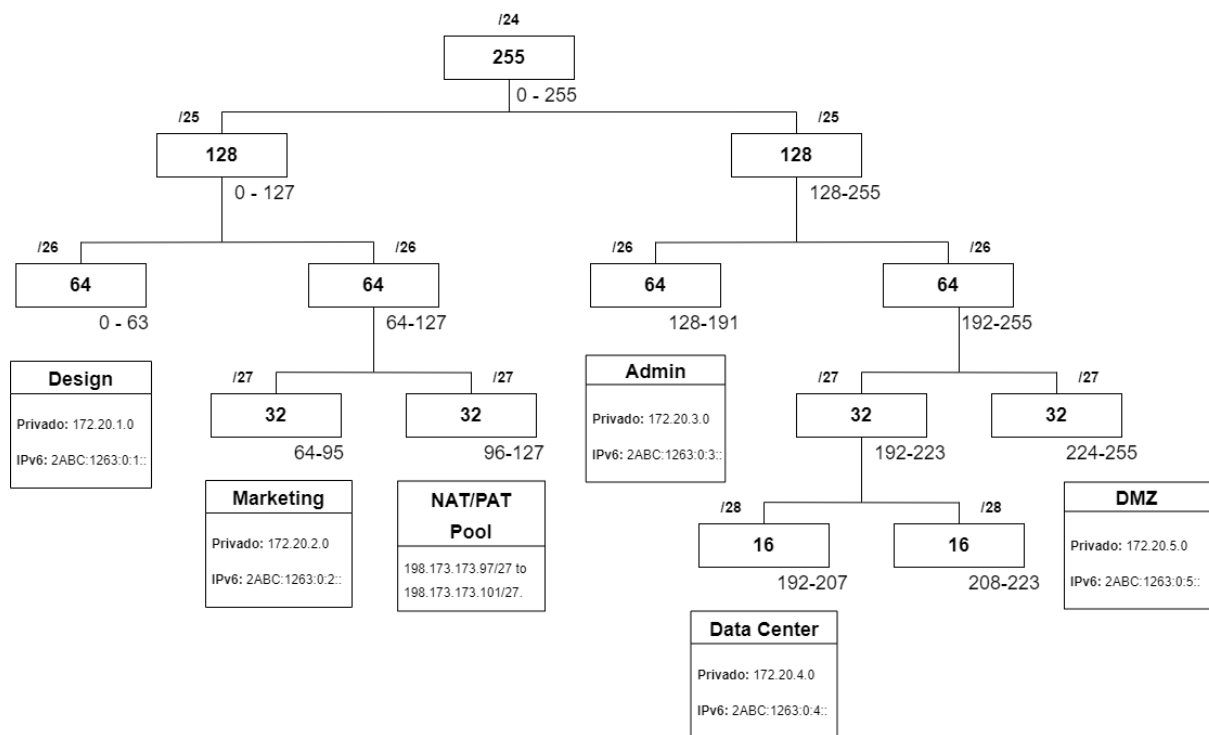 /24
255
0 - 255
/25
/25
128
128
0 - 127
128-255
/26
/26
/26
/26
64
64
64
64
0 - 63
64-127
128-191
192-255
Design
Privado: 172.20.1.0
IPv6: 2ABC:1263:0:1::
/27
/27
32
32
64-95
96-127
Marketing
Privado: 172.20.2.0
IPv6: 2ABC:1263:0:2::
NAT/PAT
Pool
198.173.173.97/27 to
198.173.173.101/27.
Admin
Privado: 172.20.3.0
IPv6: 2ABC:1263:0:3::
/27
/27
32
32
192-223
224-255
/28
/28
16
16
192-207
208-223
DMZ
Privado: 172.20.5.0
IPv6: 2ABC:1263:0:5::
Data Center
Privado: 172.20.4.0
IPv6: 2ABC:1263:0:4::